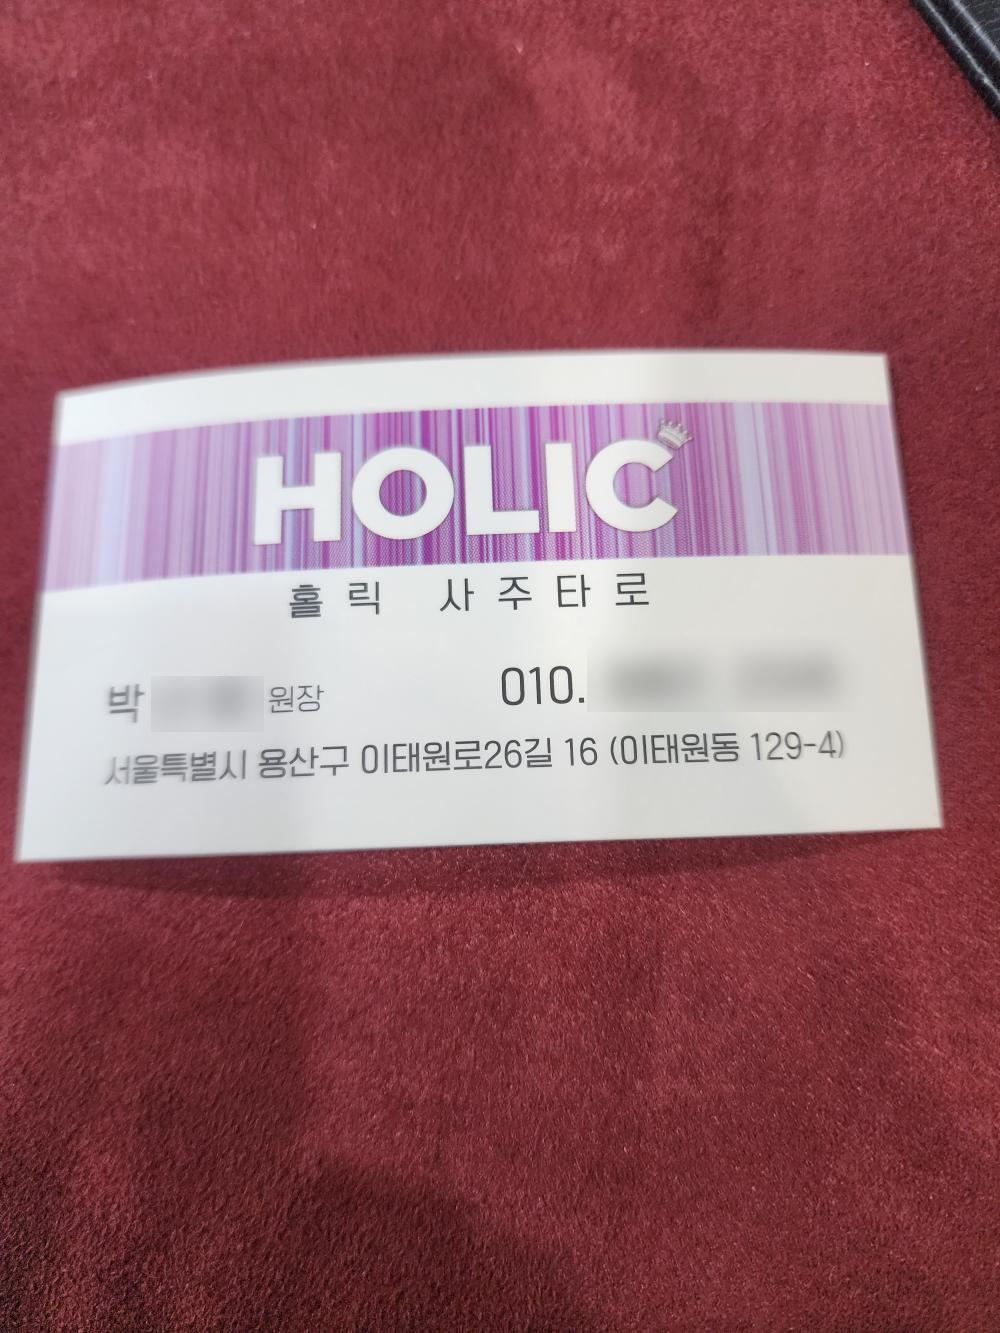 HOLIC
홀릭 사주타로
박 원장 010.
서울특별시 용산구 이태원로26길 16 (이태원동 129-4)